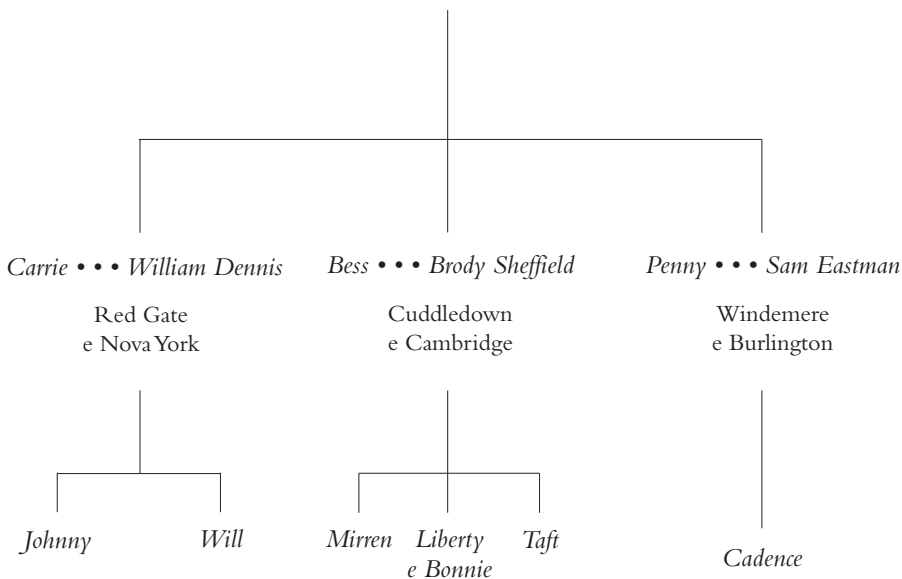 Carrie • • • William Dennis
Red Gate
e Nova York
Bess • • • Brody Sheffield
Cuddledown
e Cambridge
Penny • • • Sam Eastman
Windemere
e Burlington
Johnny
Will
Mirren
Liberty
e Bonnie
Taft
Cadence